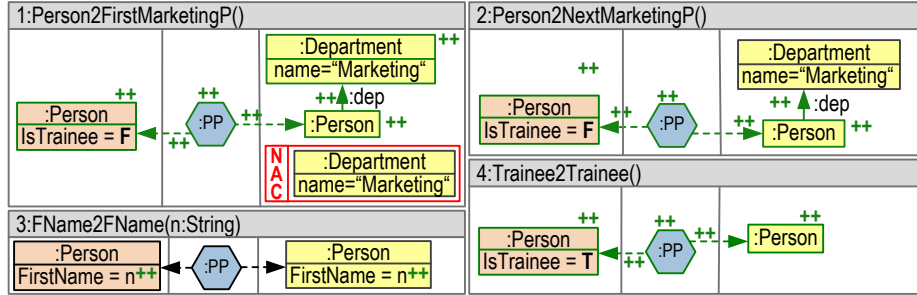 1:Person2FirstMarketingP()
:Department
++
name="Marketing"
++
++
++
:dep
:Person
IsTrainee = F
:PP
++
++
:Person
++
NAC
:Department
name="Marketing"
2:Person2NextMarketingP()
++
:Department
name="Marketing"
++
:dep
:Person
IsTrainee = F
++
++
:PP
++
:Person
++
3:FName2FName(n:String)
:Person
FirstName = n++
:PP
:Person
FirstName = n++
4:Trainee2Trainee()
++
++
++
:Person
IsTrainee = T
++
:PP
++
:Person